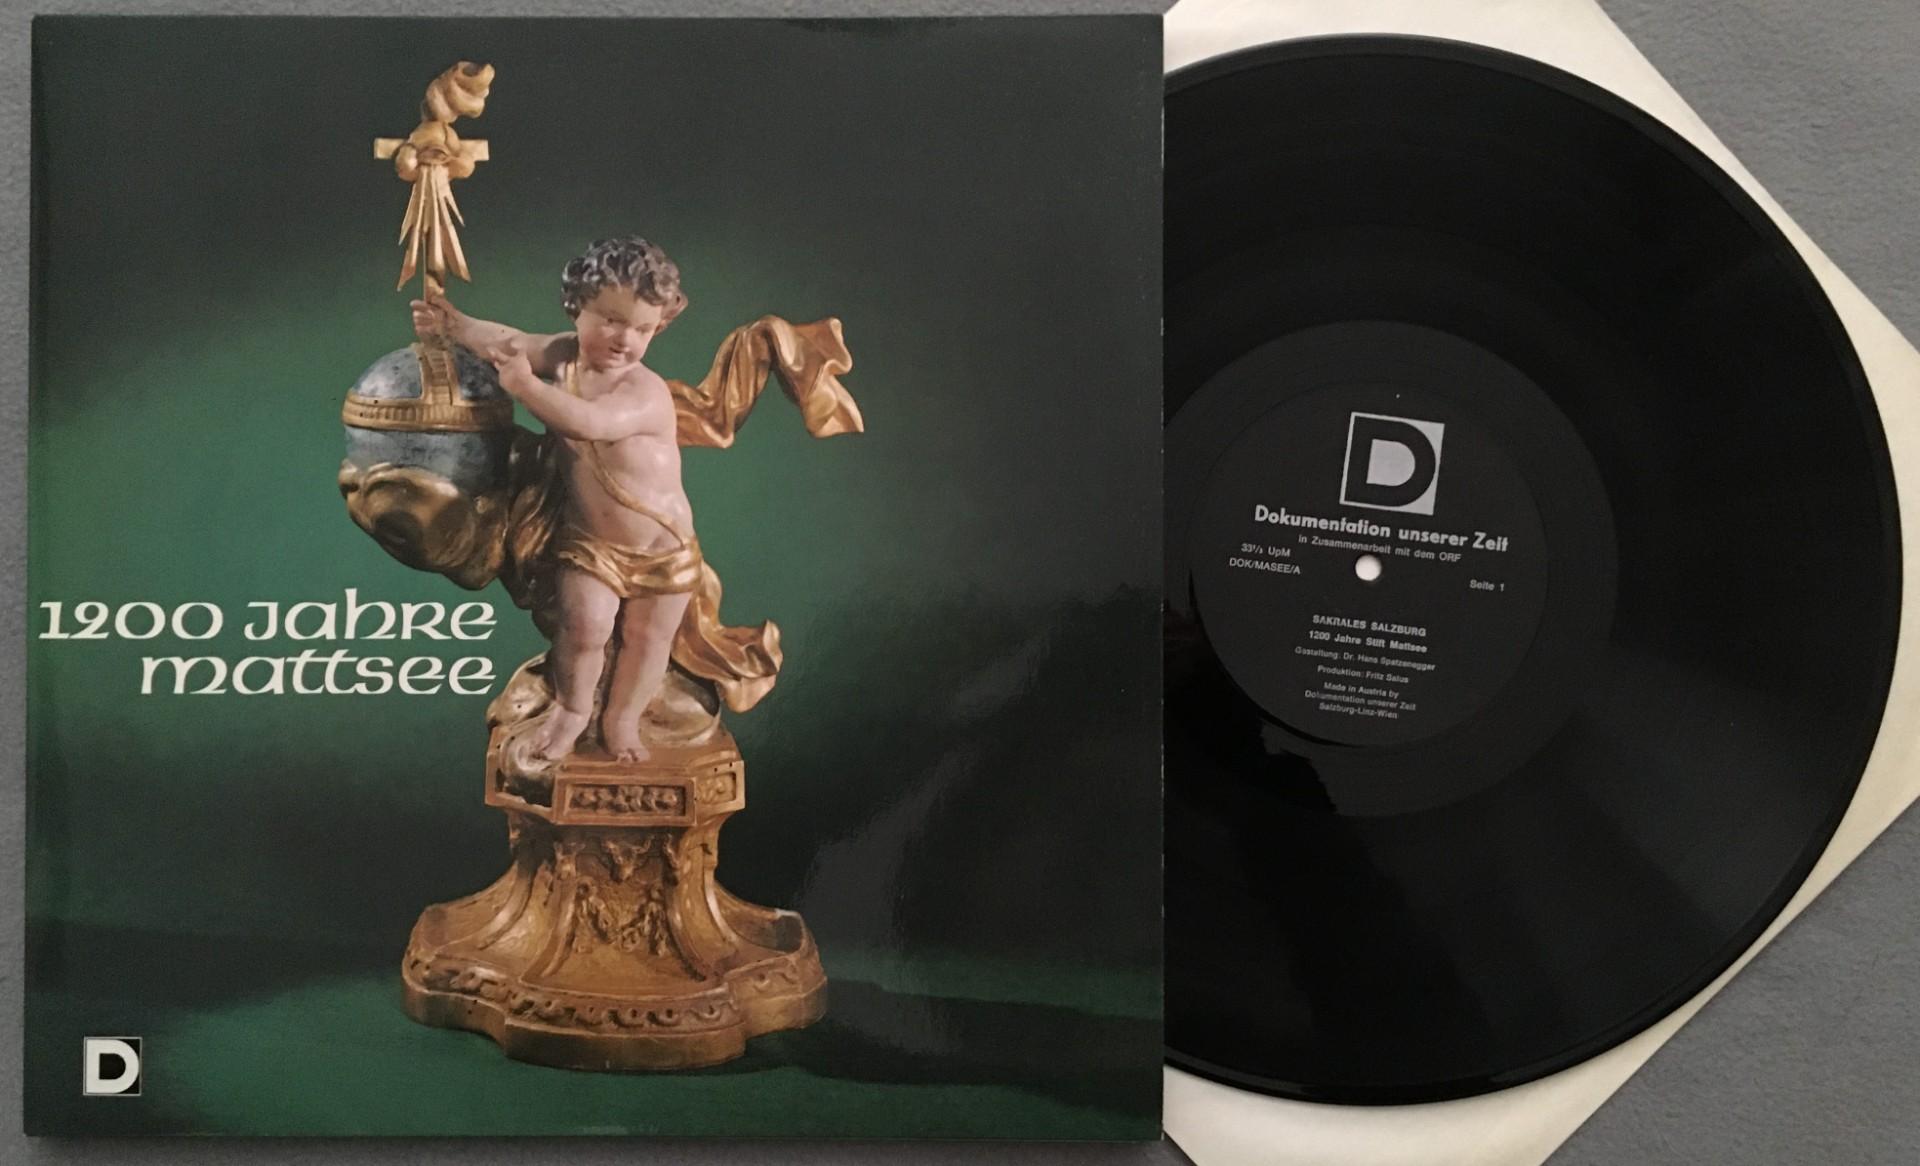 1200 Jahre
mattsee
D
D
Dokumentation unserer Zeit
in Zusammenarbeit mit dem ORF
33⅓ UpM
DOK/MASEE/A
Seite 1
SAKRALES SALZBURG
1200 Jahre Stift Mattsee
Gestaltung: Dr. Hans Spatzenegger
Produktion: Fritz Salus
Made in Austria by
Dokumentation unserer Zeit
Salzburg-Linz-Wien